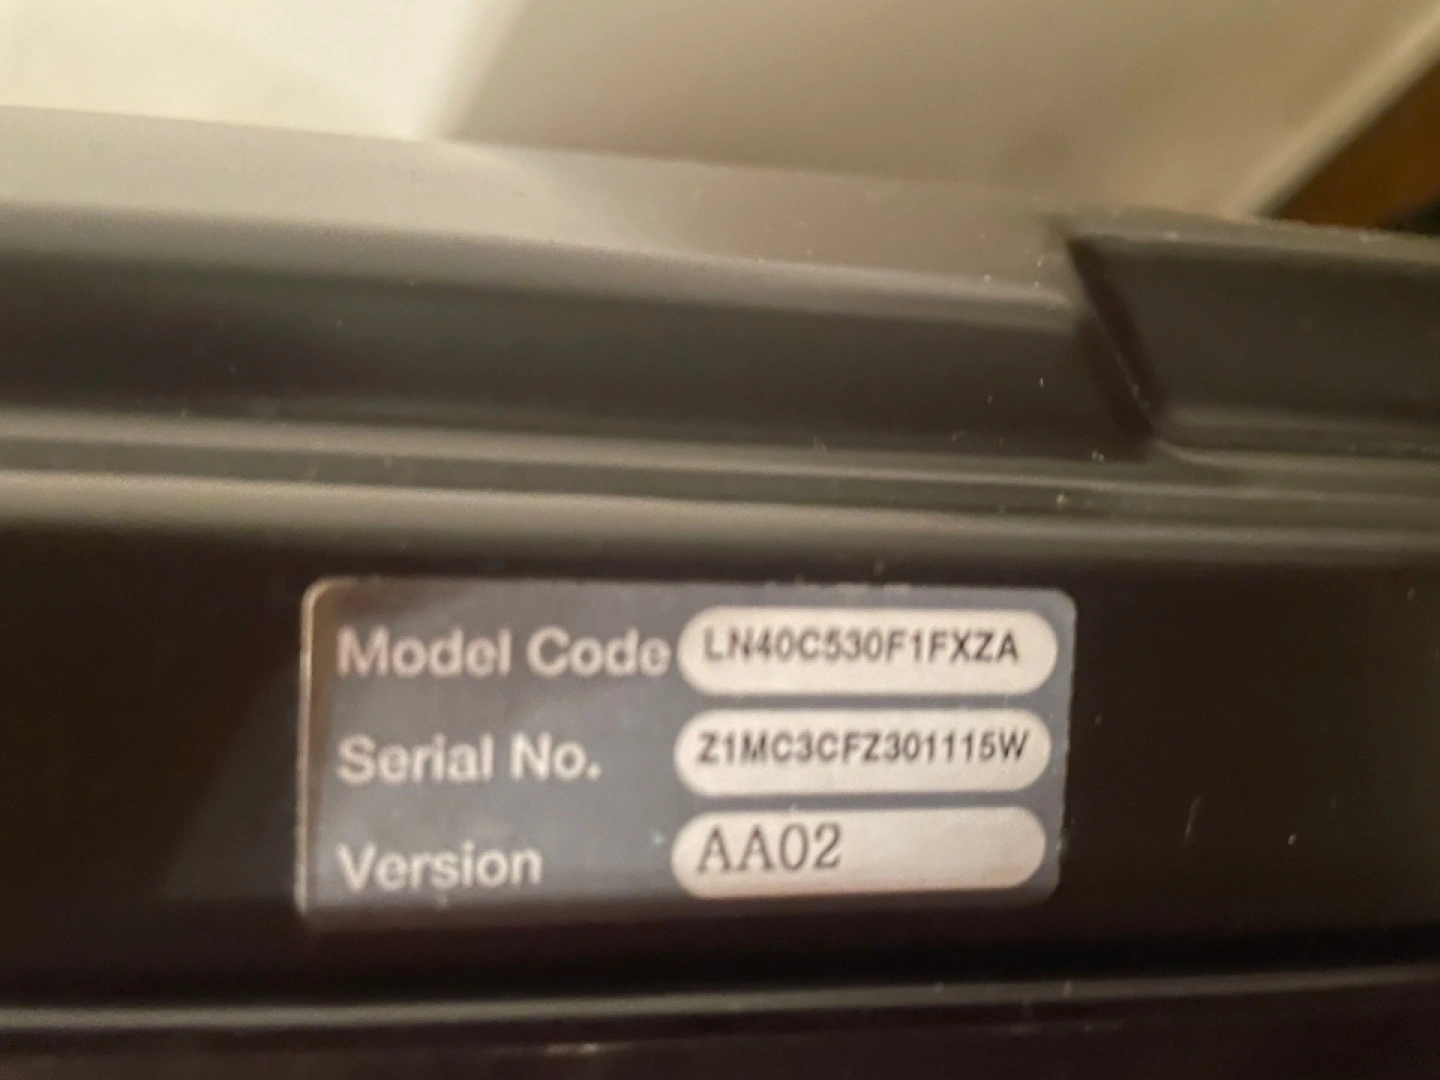 Model Code LN40C530F1FXZA
Serial No. Z1MC3CFZ301115W
Version AA02